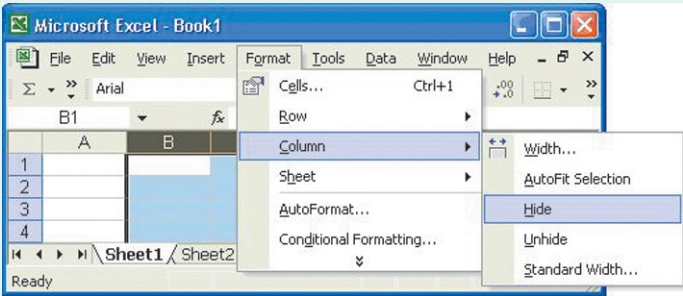 Microsoft Excel - Book1
File Edit View Insert Format Tools Data Window Help
Σ Arial
Cells... Ctrl+1
.00 .0
B1 fx
Row
A B
Column
Width...
1
Sheet
AutoFit Selection
2
3
AutoFormat...
Hide
4
Conditional Formatting...
Unhide
Sheet1 Sheet2
Standard Width...
Ready